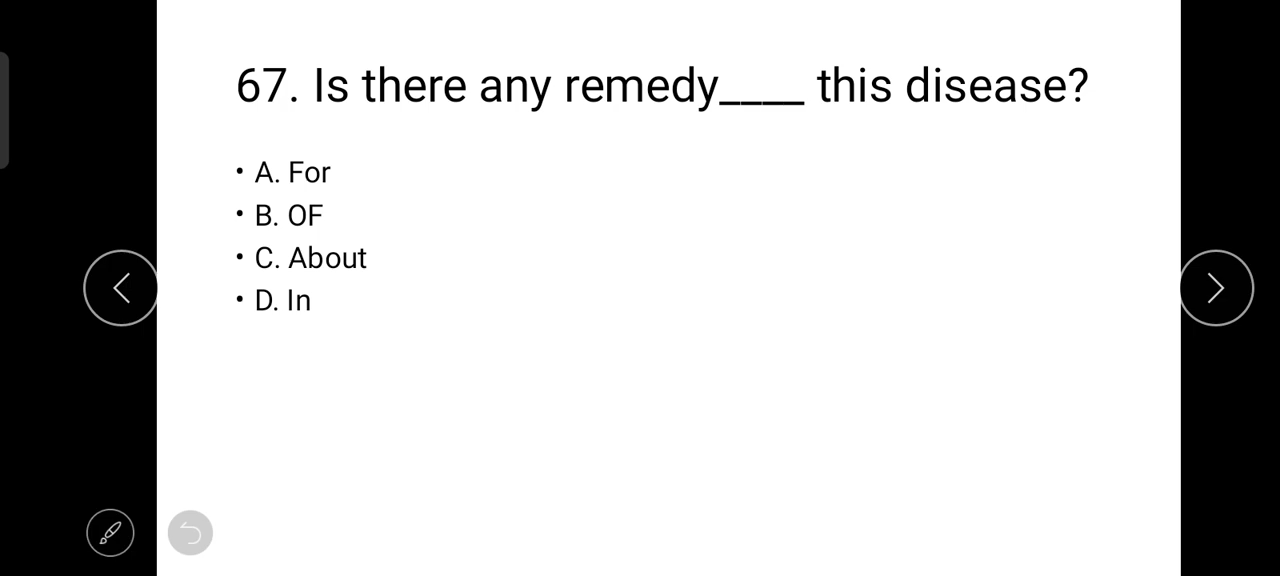 67. Is there any remedy____ this disease?
• A. For
• B. OF
• C. About
• D. In